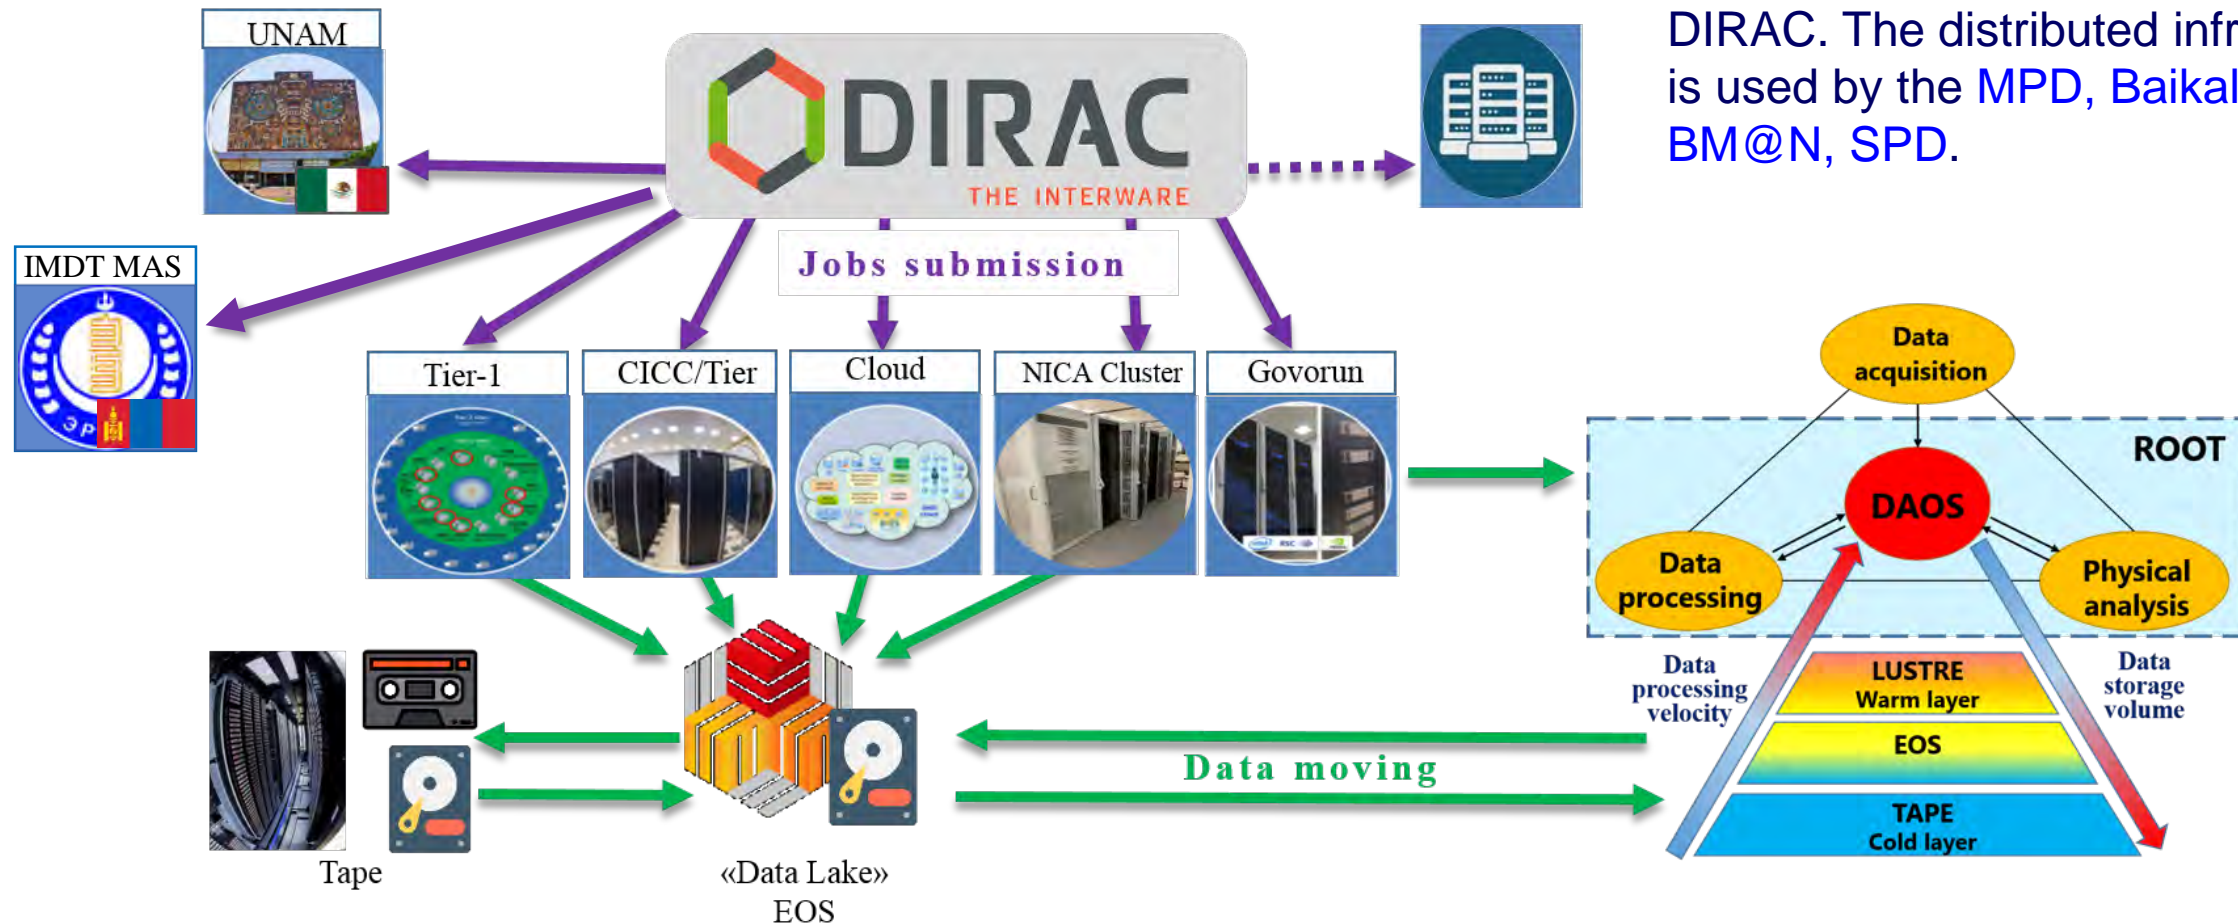 UNAM
DIRAC
THE INTERWARE
DIRAC. The distributed infr
is used by the MPD, Baikal
BM@N, SPD.
Jobs submission
IMDT MAS
Tier-1
CICC/Tier
Cloud
NICA Cluster
Govorun
Data
acquisition
ROOT
DAOS
Data
processing
Physical
analysis
Data
processing
velocity
Data
storage
volume
LUSTRE
Warm layer
EOS
TAPE
Cold layer
Data moving
Tape
«Data Lake»
EOS